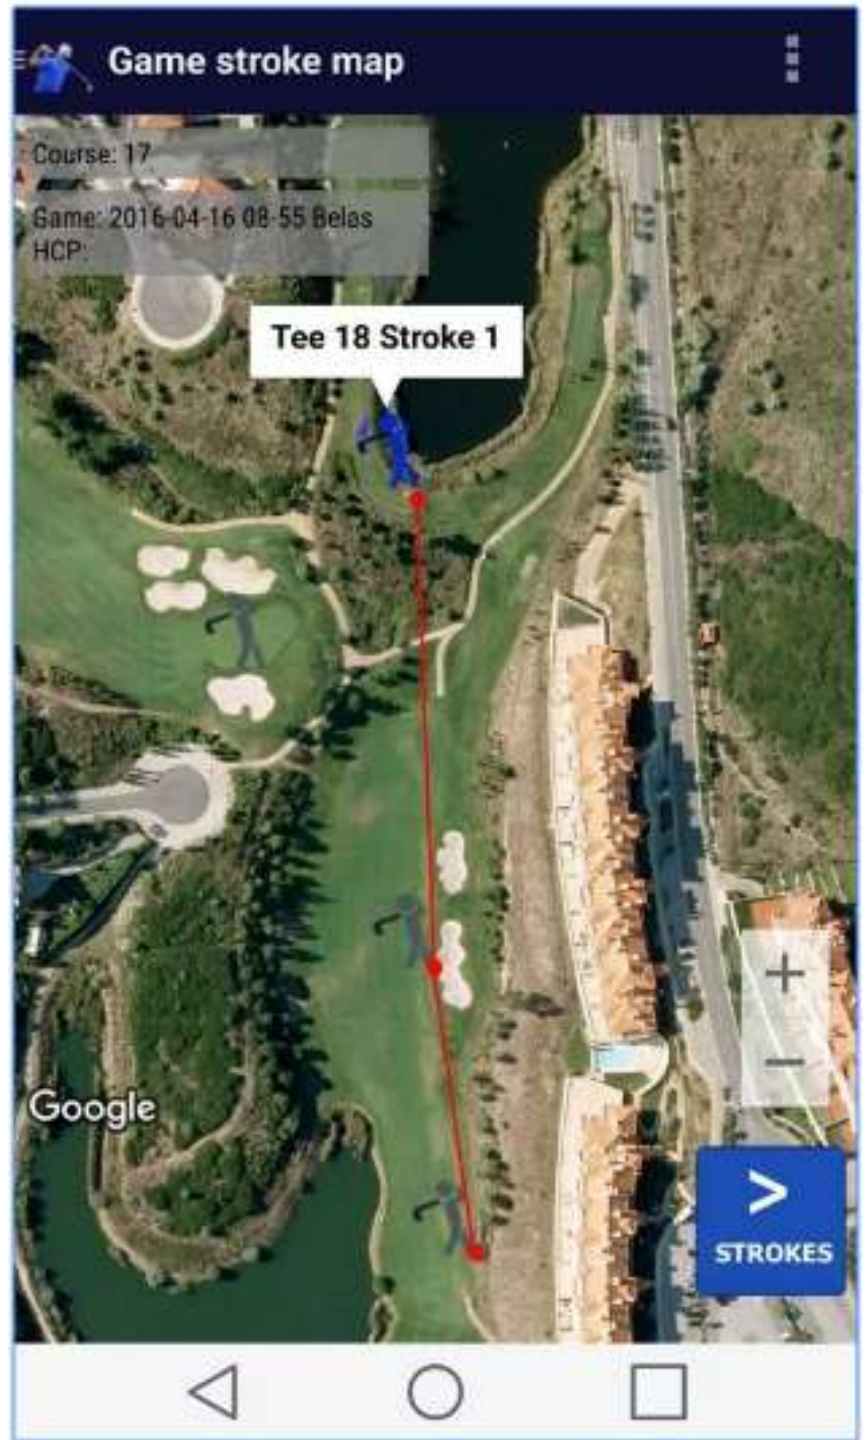 Game stroke map
Course: 17
Game: 2016-04-16 08-55 Belas
HCP:
Tee 18 Stroke 1
+
−
Google
>
STROKES